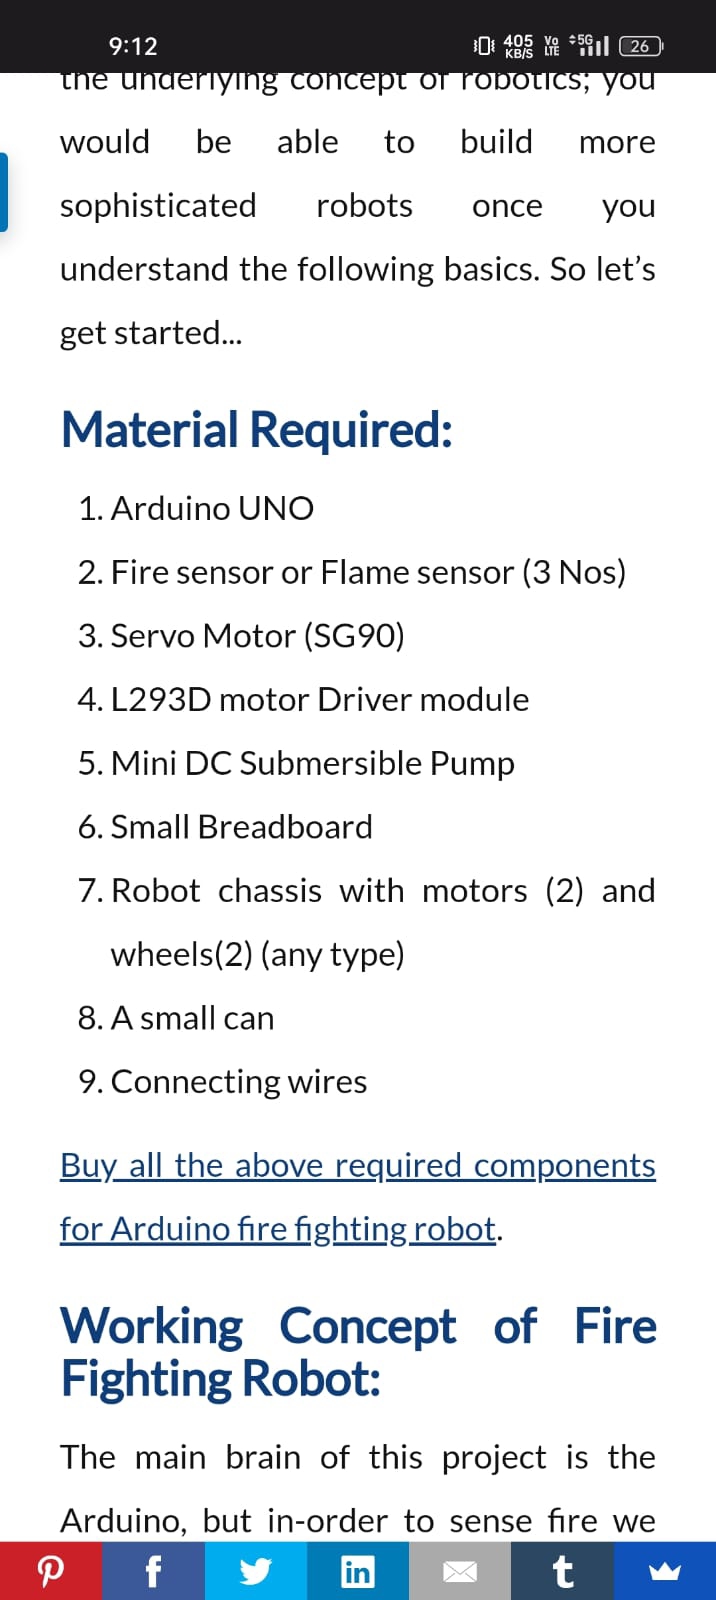 9:12
405 KB/S Vo LTE 5G 26
the underlying concept of robotics; you
would be able to build more
sophisticated robots once you
understand the following basics. So let's
get started...
Material Required:
1. Arduino UNO
2. Fire sensor or Flame sensor (3 Nos)
3. Servo Motor (SG90)
4. L293D motor Driver module
5. Mini DC Submersible Pump
6. Small Breadboard
7. Robot chassis with motors (2) and
wheels(2) (any type)
8. A small can
9. Connecting wires
Buy all the above required components
for Arduino fire fighting robot.
Working Concept of Fire
Fighting Robot:
The main brain of this project is the
Arduino, but in-order to sense fire we
f in t